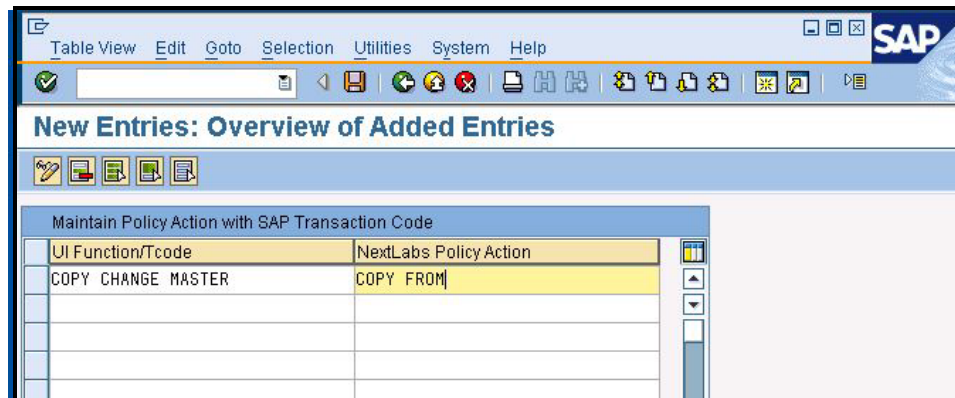 Table View Edit Goto Selection Utilities System Help
SAP
New Entries: Overview of Added Entries
Maintain Policy Action with SAP Transaction Code
UI Function/Tcode NextLabs Policy Action
COPY CHANGE MASTER COPY FROM